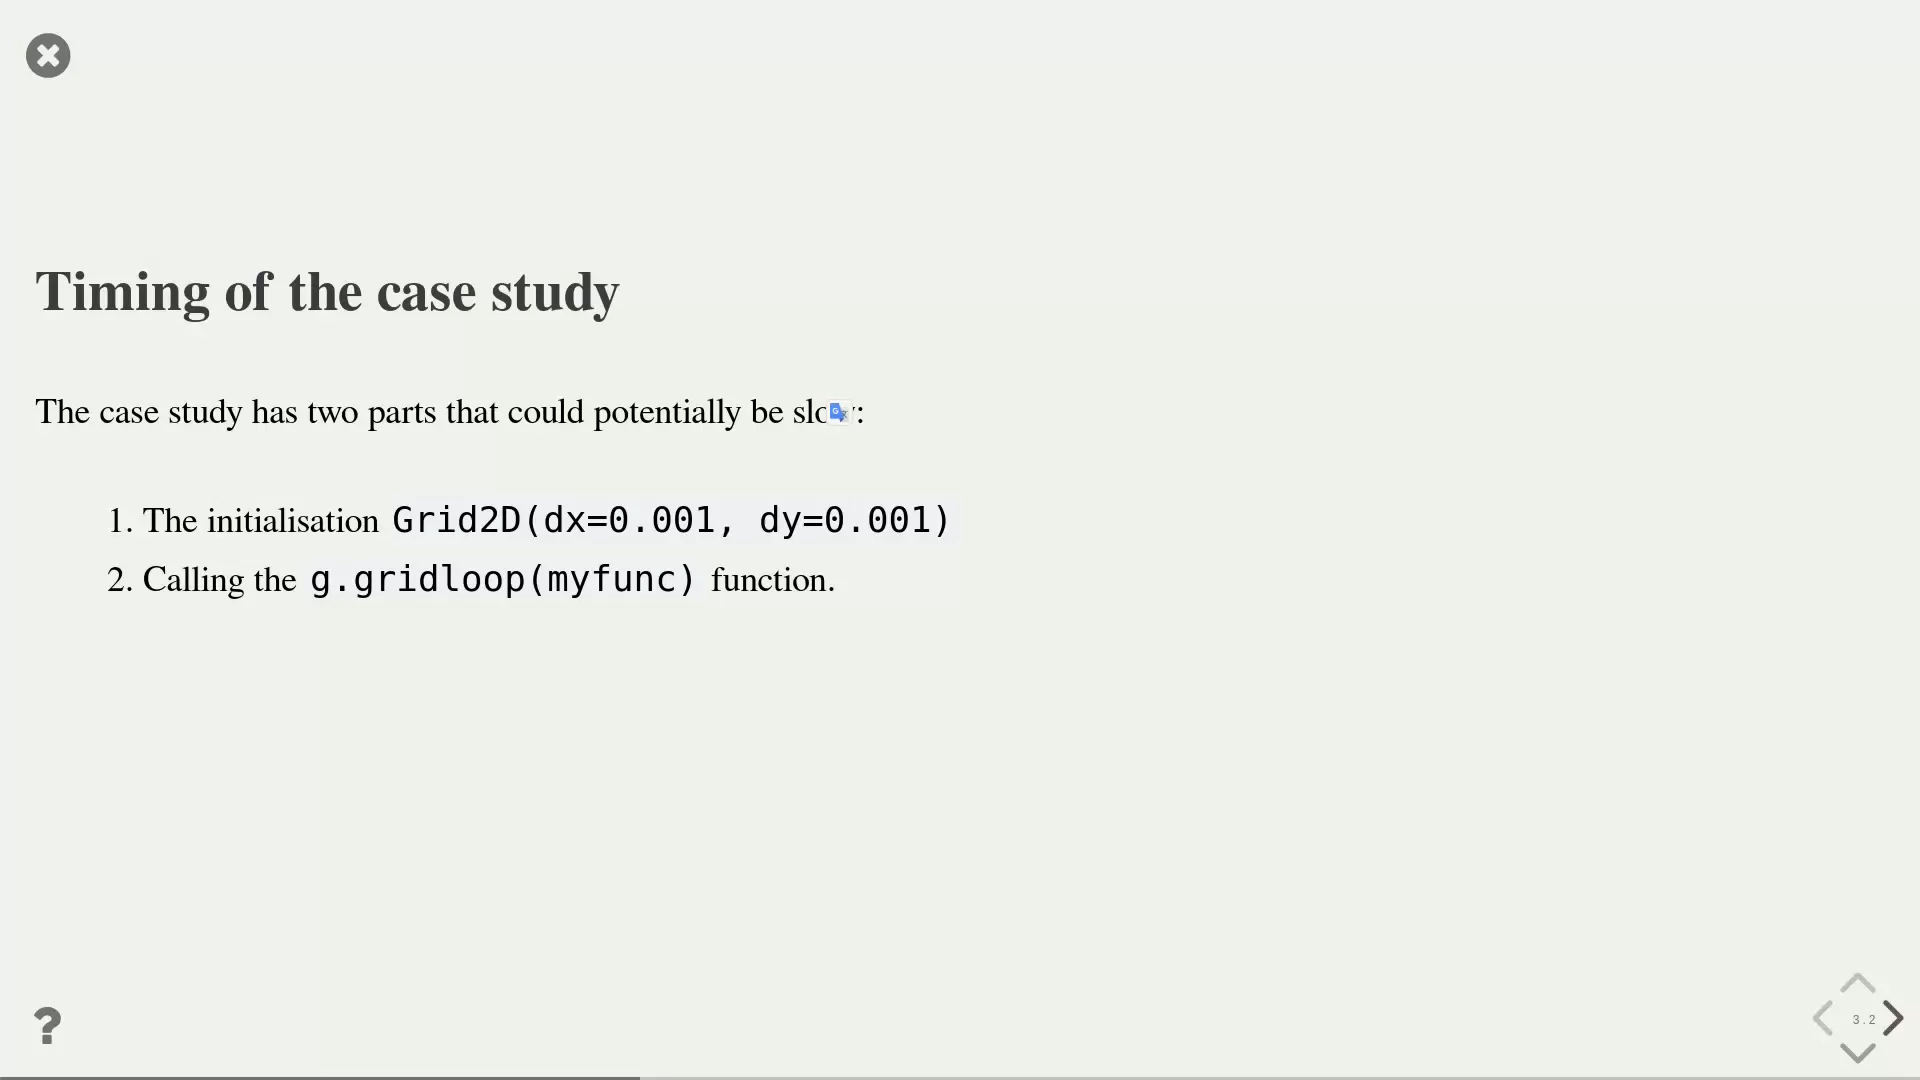 Timing of the case study
The case study has two parts that could potentially be :
1. The initialisation Grid2D(dx=0.001, dy=0.001)
2. Calling the g.gridloop(myfunc) function.
?
3.2